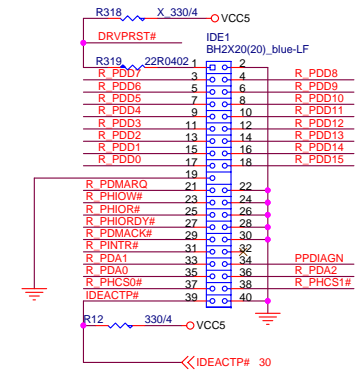 R318 X_330/4 VCC5
DRVPRST#
IDE1
BH2X20(20)_blue-LF
R319 22R0402 1 2
R_PDD7 3 4 R_PDD8
R_PDD6 5 6 R_PDD9
R_PDD5 7 8 R_PDD10
R_PDD4 9 10 R_PDD11
R_PDD3 11 12 R_PDD12
R_PDD2 13 14 R_PDD13
R_PDD1 15 16 R_PDD14
R_PDD0 17 18 R_PDD15
19
R_PDMARQ 21 22
R_PHIOW# 23 24
R_PHIOR# 25 26
R_PHIORDY# 27 28
R_PDMACK# 29 30
R_PINTR# 31 32
R_PDA1 33 34 PPDIAGN
R_PDA0 35 36 R_PDA2
R_PHCS0# 37 38 R_PHCS1#
IDEACTP# 39 40
R12 330/4 VCC5
IDEACTP# 30